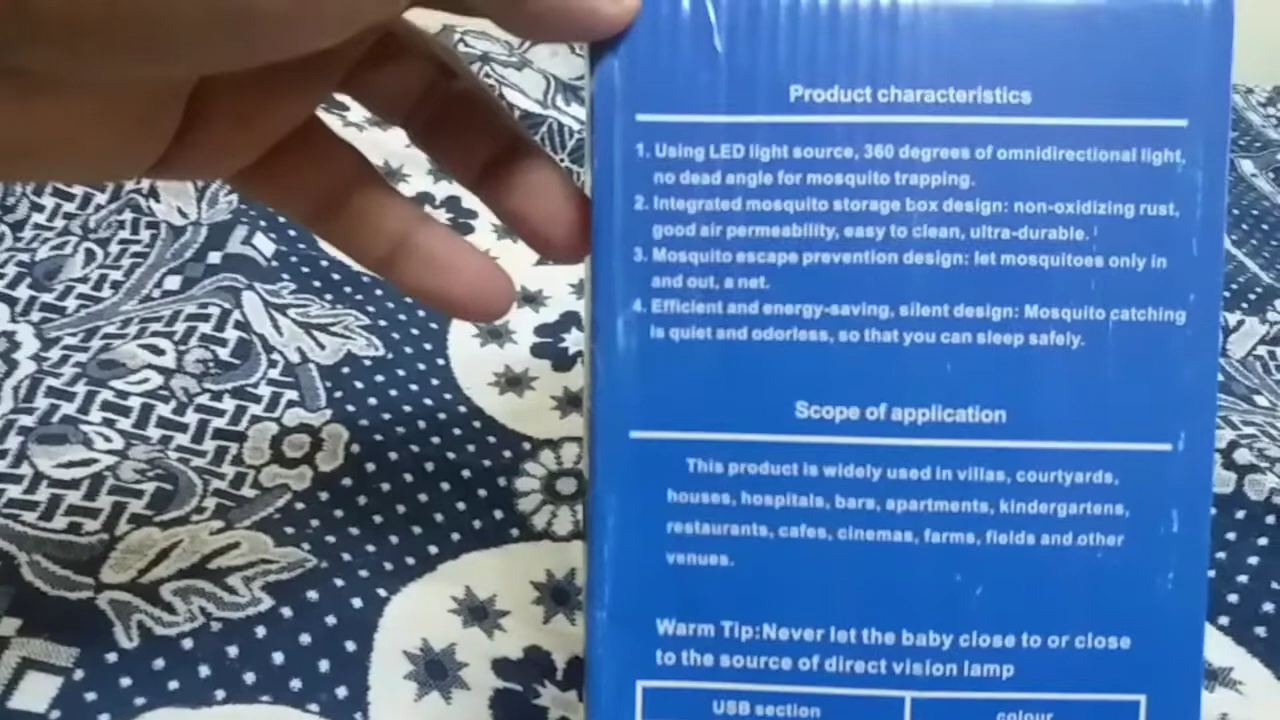 Product characteristics
1. Using LED light source, 360 degrees of omnidirectional light,
no dead angle for mosquito trapping.
2. Integrated mosquito storage box design: non-oxidizing rust,
good air permeability, easy to clean, ultra-durable.
3. Mosquito escape prevention design: let mosquitoes only in
and out, a net.
4. Efficient and energy-saving, silent design: Mosquito catching
is quiet and odorless, so that you can sleep safely.
Scope of application
This product is widely used in villas, courtyards,
houses, hospitals, bars, apartments, kindergartens,
restaurants, cafes, cinemas, farms, fields and other
venues.
Warm Tip:Never let the baby close to or close
to the source of direct vision lamp
USB section colour